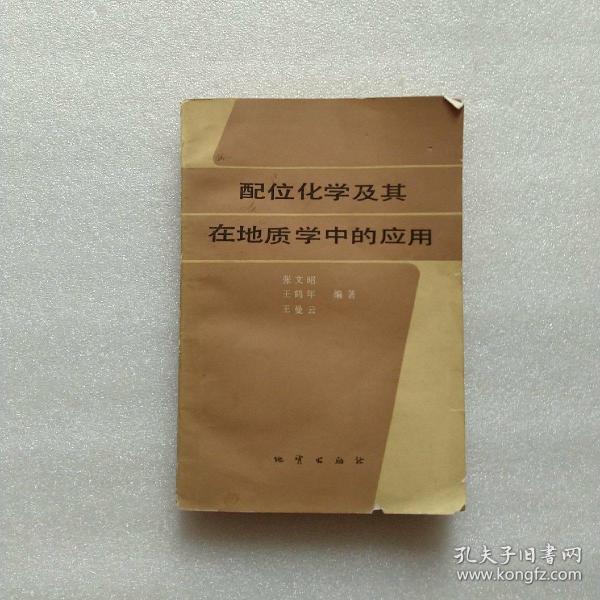 配位化学及其
在地质学中的应用
张文昭
王鹤年 编著
王曼云
地质出版社
孔夫子旧书网
www.kongfz.com